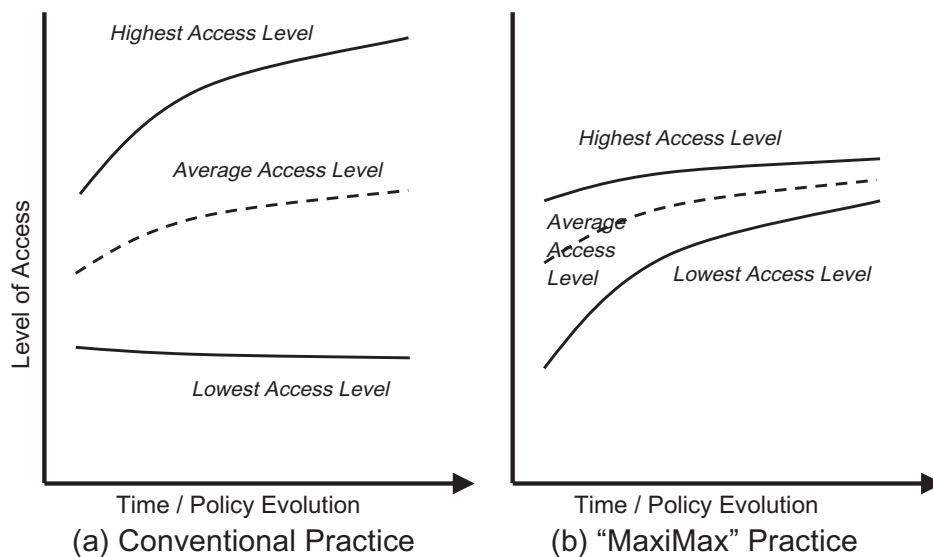 Highest Access Level
Average Access Level
Lowest Access Level
Level of Access
Time / Policy Evolution
(a) Conventional Practice
Highest Access Level
Average
Access
Level
Lowest Access Level
Time / Policy Evolution
(b) “MaxiMax” Practice